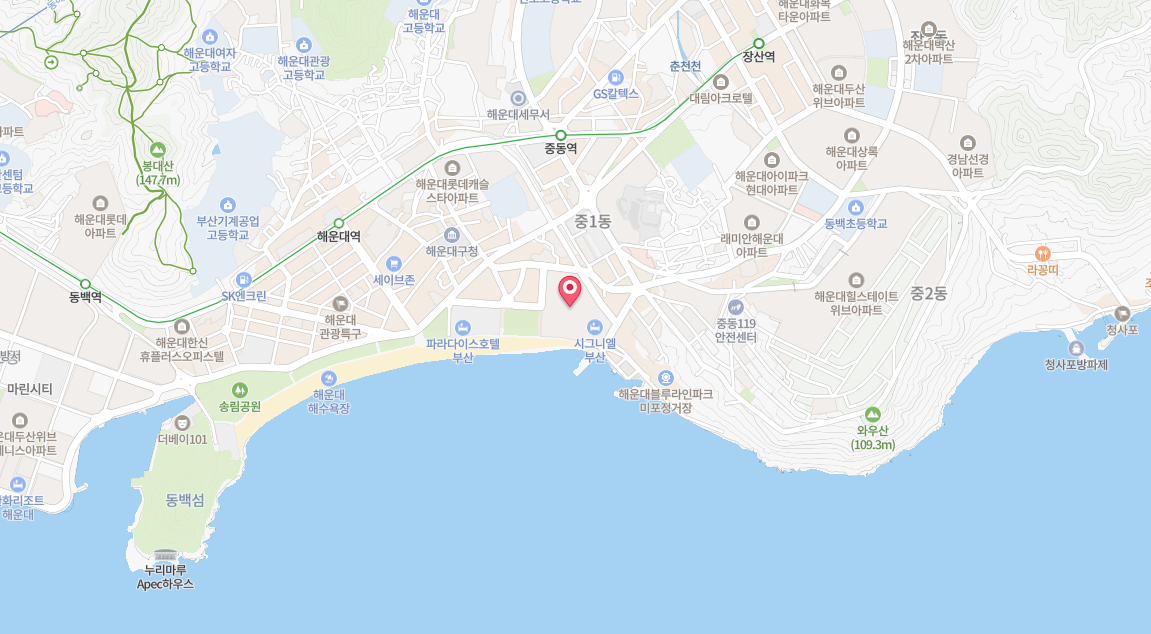 해운대
고등학교
해운대화목
타운아파트
해운대여자
고등학교
해운대관광
고등학교
장산역
해운대벽산
2차아파트
춘천천
GS칼텍스
대림아크로텔
해운대두산
위브아파트
해운대세무서
중동역
봉대산
(147.7m)
해운대롯데캐슬
스타아파트
해운대상록
아파트
경남선경
아파트
해운대아이파크
현대아파트
해운대롯데
아파트
부산기계공업
고등학교
해운대역
중1동
동백초등학교
해운대구청
래미안해운대
아파트
세이브존
라꽁띠
동백역
SK엔크린
해운대
관광특구
해운대힐스테이트
위브아파트
중2동
해운대한신
휴플러스오피스텔
파라다이스호텔
부산
시그니엘
부산
중동119
안전센터
청사포
청사포방파제
마린시티
해운대
해수욕장
송림공원
해운대블루라인파크
미포정거장
더베이101
와우산
(109.3m)
동백섬
해운대
누리마루
Apec하우스